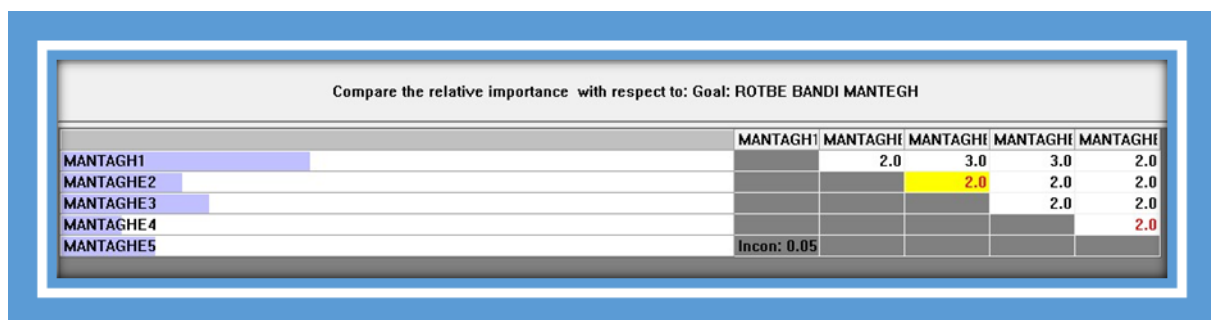 Compare the relative importance with respect to: Goal: ROTBE BANDI MANTEGH
MANTAGH1 MANTAGHE MANTAGHE MANTAGHE MANTAGHE
MANTAGH1 2.0 3.0 3.0 2.0
MANTAGHE2 2.0 2.0 2.0
MANTAGHE3 2.0 2.0
MANTAGHE4 2.0
MANTAGHE5 Incon: 0.05